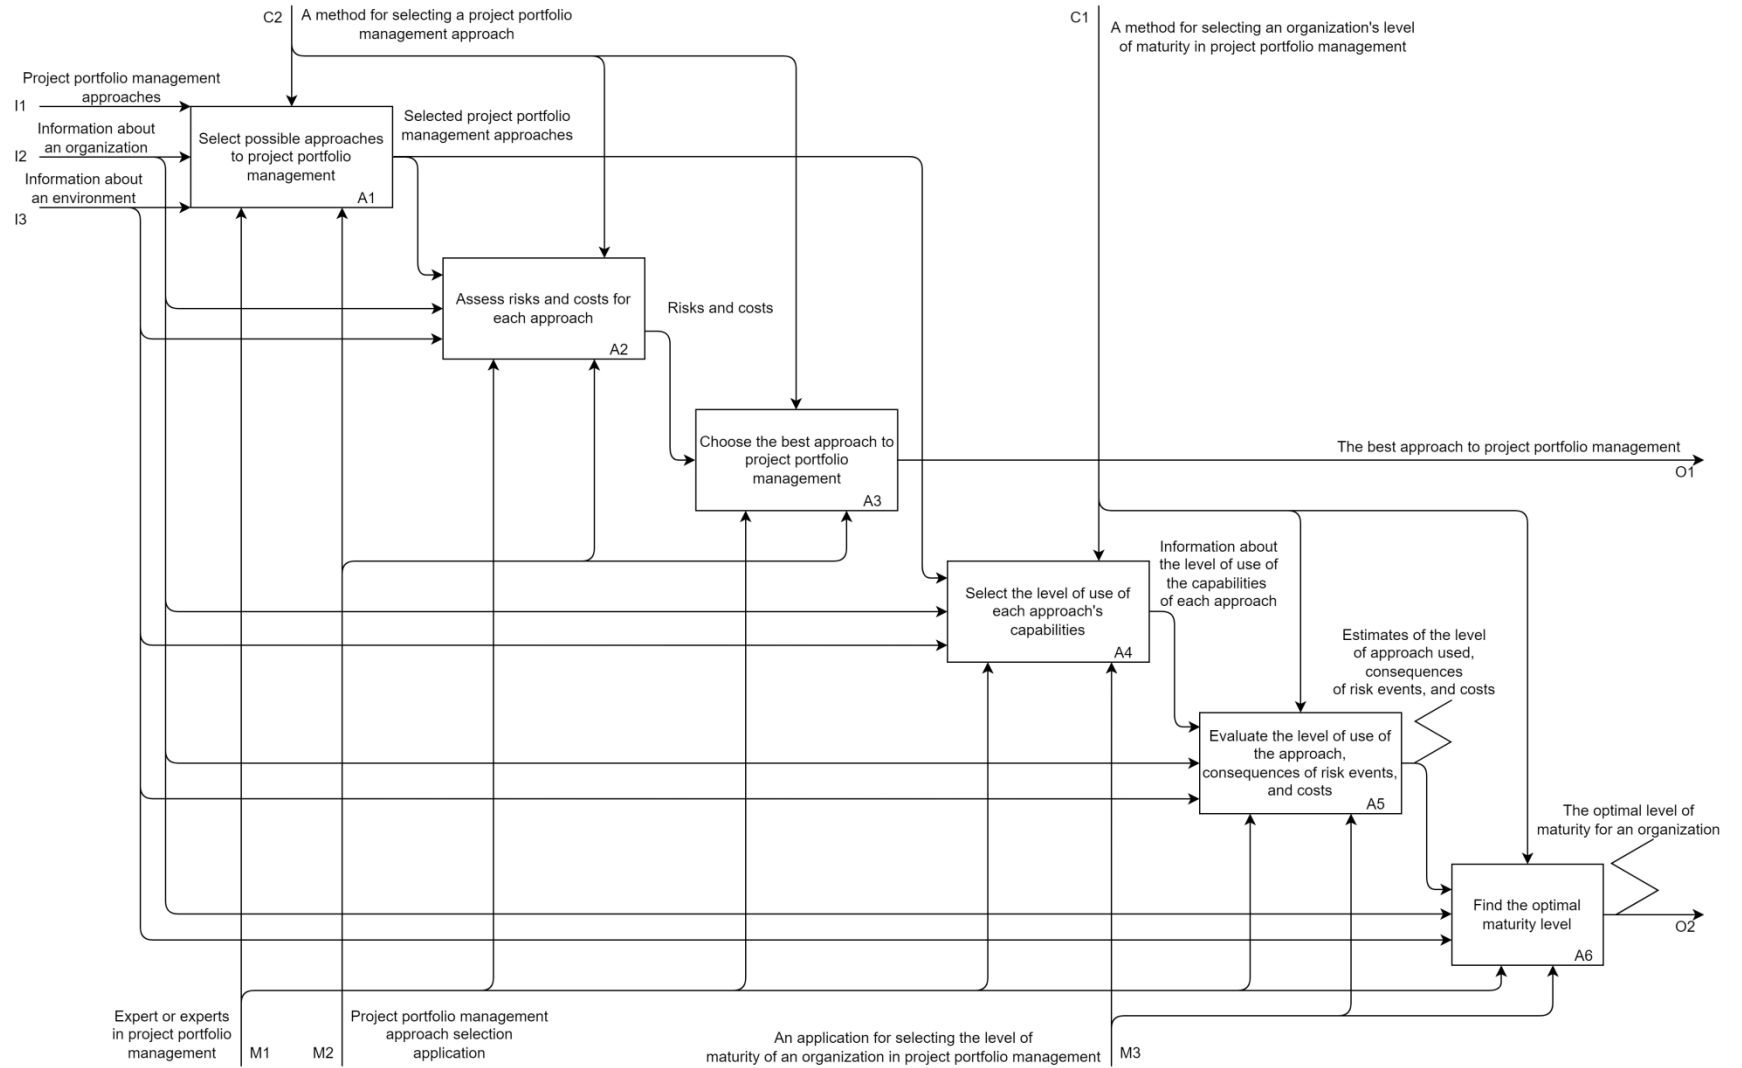 C2
A method for selecting a project portfolio
management approach
C1
A method for selecting an organization's level
of maturity in project portfolio management
Project portfolio management
approaches
I1
Information about
an organization
I2
Information about
an environment
I3
Select possible approaches
to project portfolio
management
A1
Selected project portfolio
management approaches
Assess risks and costs for
each approach
A2
Risks and costs
Choose the best approach to
project portfolio
management
A3
The best approach to project portfolio management
O1
Select the level of use of
each approach's
capabilities
A4
Information about
the level of use of
the capabilities
of each approach
Estimates of the level
of approach used,
consequences
of risk events, and costs
Evaluate the level of use of
the approach,
consequences of risk events,
and costs
A5
The optimal level of
maturity for an organization
Find the optimal
maturity level
A6
O2
Expert or experts
in project portfolio
management
M1
M2
Project portfolio management
approach selection
application
An application for selecting the level of
maturity of an organization in project portfolio management
M3